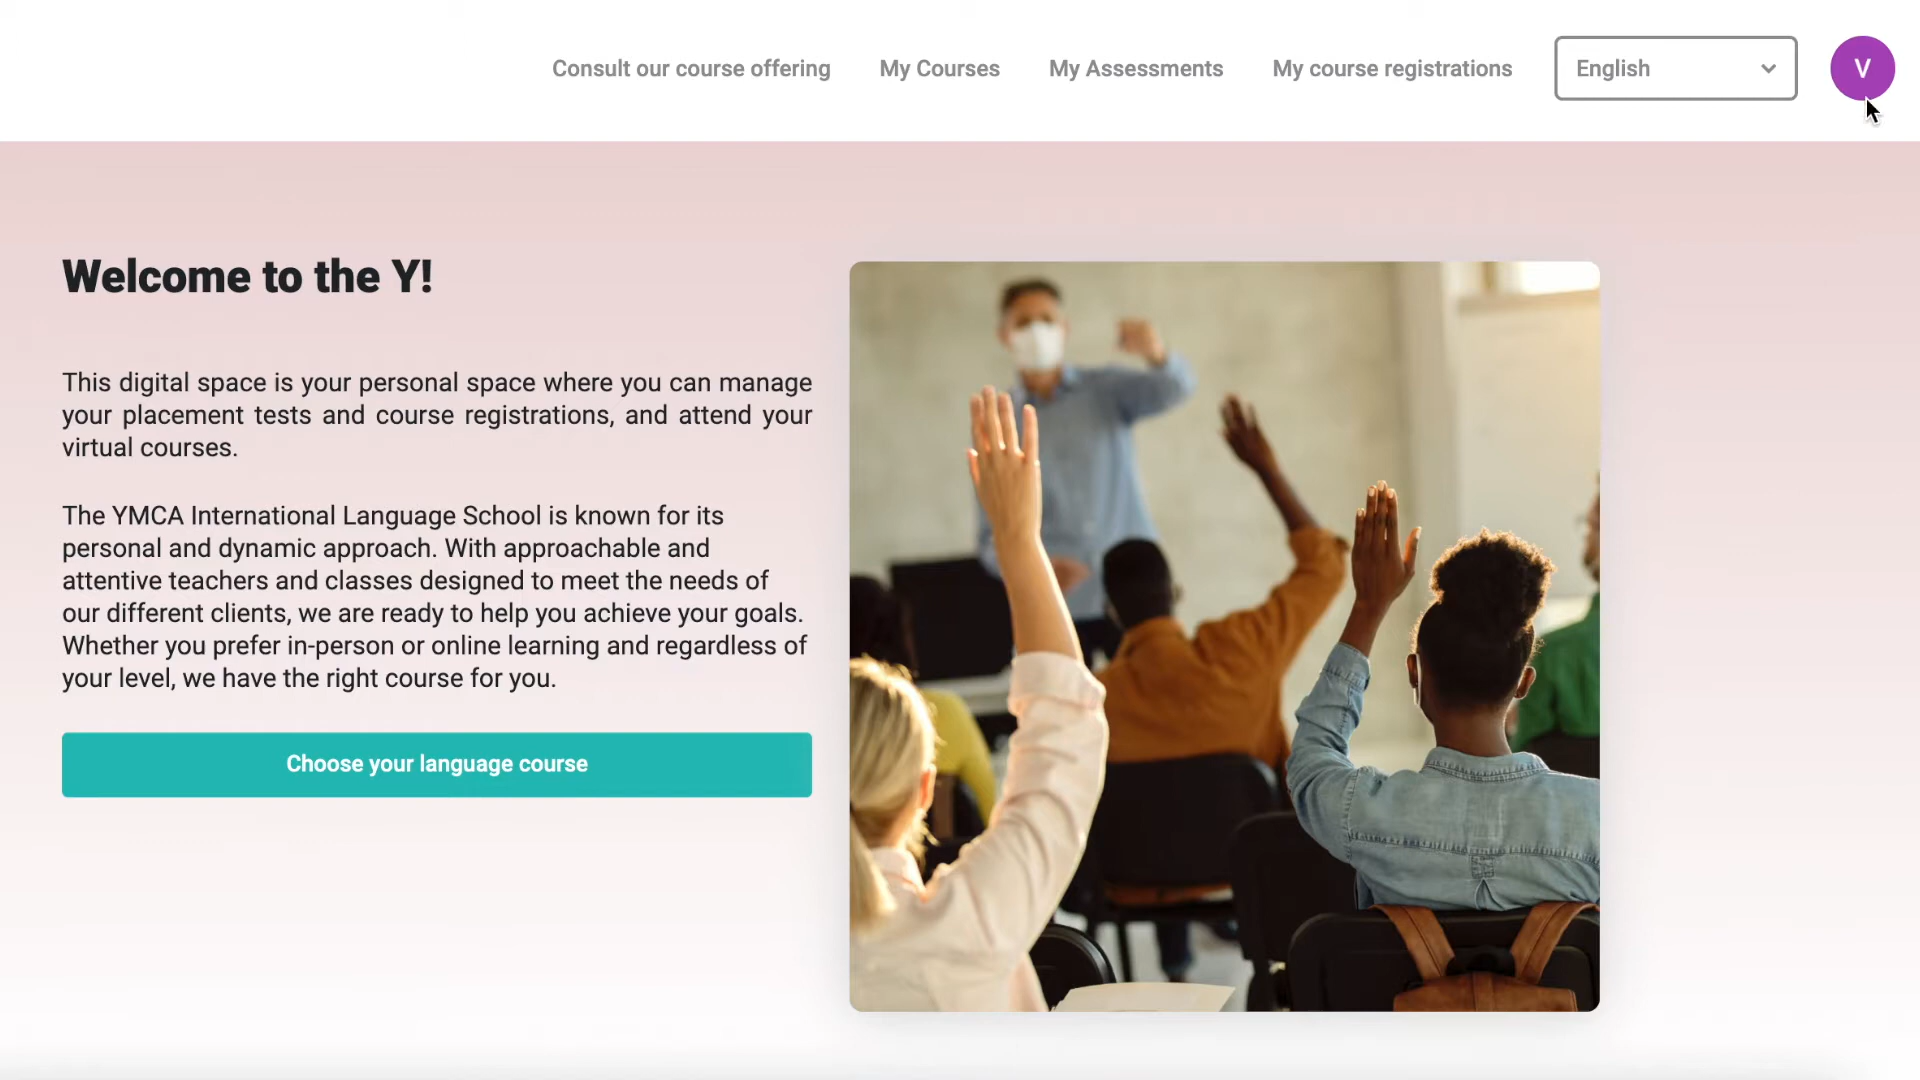 Consult our course offering
My Courses
My Assessments
My course registrations
English
V
Welcome to the Y!
This digital space is your personal space where you can manage
your placement tests and course registrations, and attend your
virtual courses.
The YMCA International Language School is known for its
personal and dynamic approach. With approachable and
attentive teachers and classes designed to meet the needs of
our different clients, we are ready to help you achieve your goals.
Whether you prefer in-person or online learning and regardless of
your level, we have the right course for you.
Choose your language course